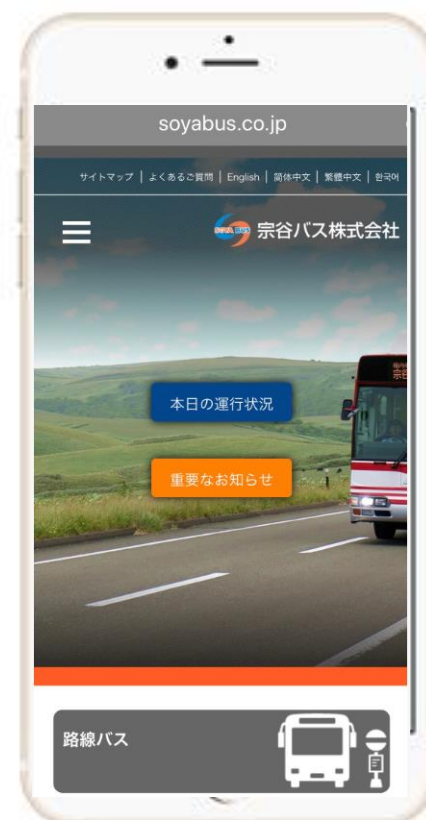 soyabus.co.jp
サイトマップ | よくあるご質問 | English | 简体中文 | 繁體中文 | 한국어
SOYA BUS 宗谷バス株式会社
本日の運行状況
重要なお知らせ
路線バス